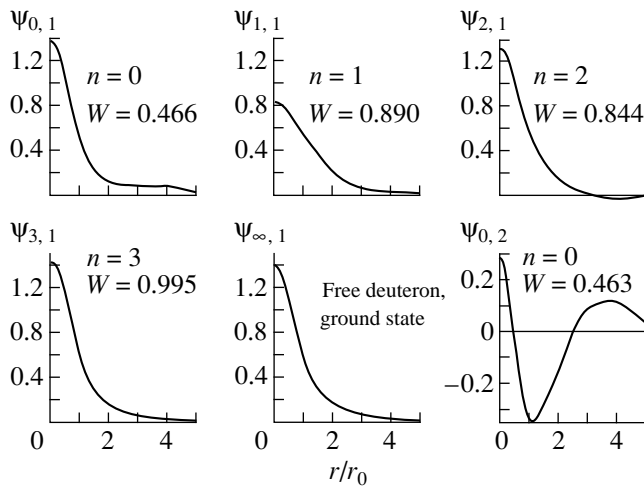 ψ0, 1
1.2
0.8
0.4
n = 0
W = 0.466
ψ1, 1
1.2
0.8
0.4
n = 1
W = 0.890
ψ2, 1
1.2
0.8
0.4
n = 2
W = 0.844
0 2 4
ψ3, 1
1.2
0.8
0.4
n = 3
W = 0.995
0 2 4
ψ∞, 1
1.2
0.8
0.4
Free deuteron,
ground state
0 2 4
r/r0
ψ0, 2
0.2
0
−0.2
n = 0
W = 0.463
0 2 4